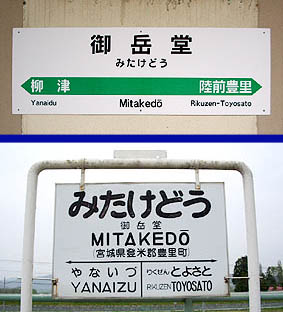 御岳堂
みたけどう
柳津 陸前豊里
Yanaidu Mitakedō Rikuzen-Toyosato
みたけどう
御岳堂
MITAKEDŌ
(宮城県登米郡豊里町)
やないづ りくぜんとよさと
YANAIZU RIKUZEN TOYOSATO